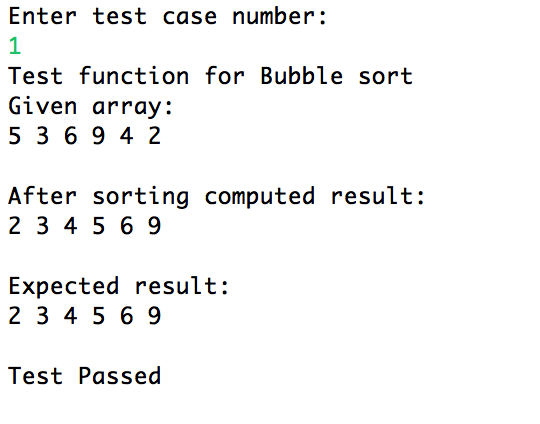 Enter test case number:
1
Test function for Bubble sort
Given array:
5 3 6 9 4 2
After sorting computed result:
2 3 4 5 6 9
Expected result:
2 3 4 5 6 9
Test Passed